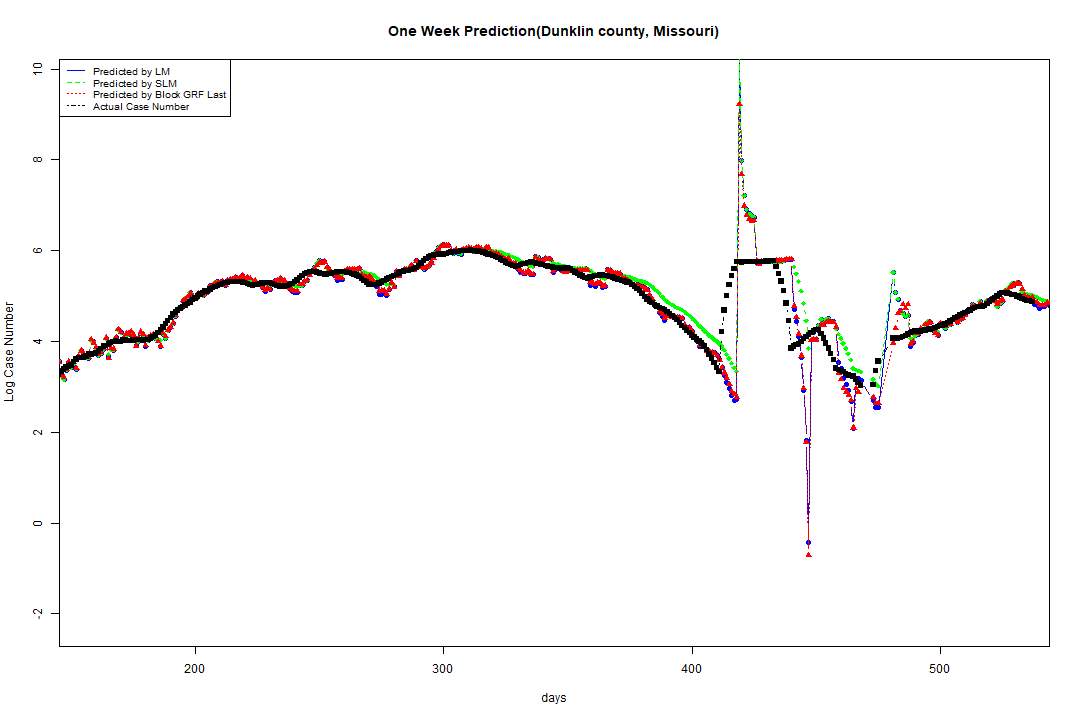 One Week Prediction(Dunklin county, Missouri)
Predicted by LM
Predicted by SLM
Predicted by Block GRF Last
Actual Case Number
10
8
6
4
2
0
-2
Log Case Number
200
300
400
500
days